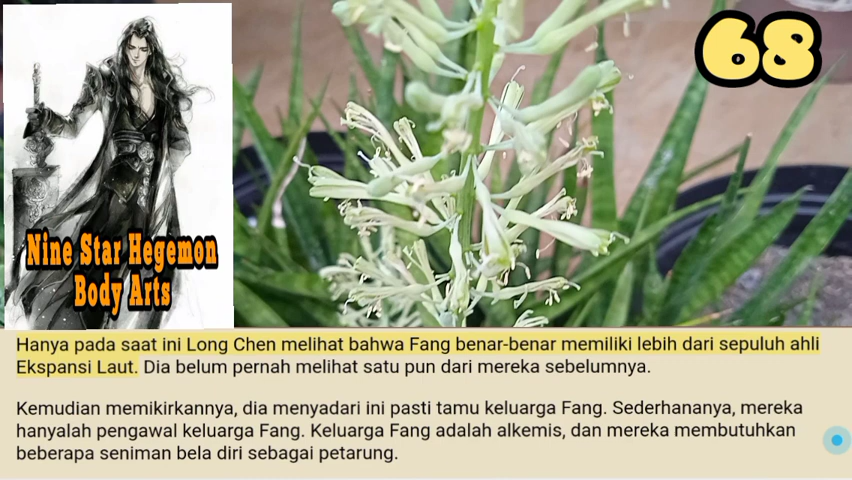 68
Nine Star Hegemon
Body Arts
Hanya pada saat ini Long Chen melihat bahwa Fang benar-benar memiliki lebih dari sepuluh ahli
Ekspansi Laut. Dia belum pernah melihat satu pun dari mereka sebelumnya.
Kemudian memikirkannya, dia menyadari ini pasti tamu keluarga Fang. Sederhananya, mereka
hanyalah pengawal keluarga Fang. Keluarga Fang adalah alkemis, dan mereka membutuhkan
beberapa seniman bela diri sebagai petarung.